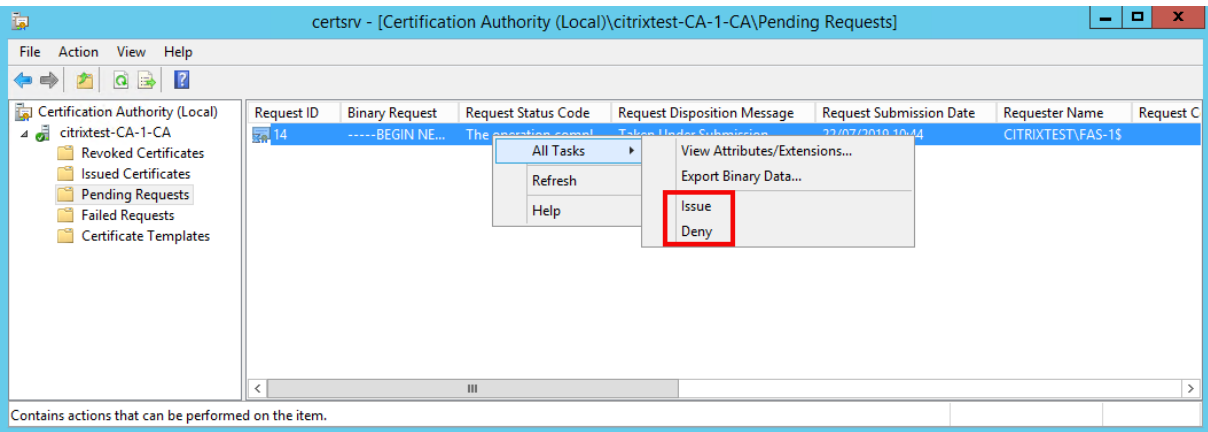 certsrv - [Certification Authority (Local)\citrixtest-CA-1-CA\Pending Requests]
File Action View Help
Certification Authority (Local)
citrixtest-CA-1-CA
Revoked Certificates
Issued Certificates
Pending Requests
Failed Requests
Certificate Templates
Request ID Binary Request Request Status Code Request Disposition Message Request Submission Date Requester Name Request C
14 -----BEGIN NE... The operation compl... Taken Under Submission 22/07/2019 10:44 CITRIXTEST\FAS-1$
All Tasks
Refresh
Help
View Attributes/Extensions...
Export Binary Data...
Issue
Deny
Contains actions that can be performed on the item.